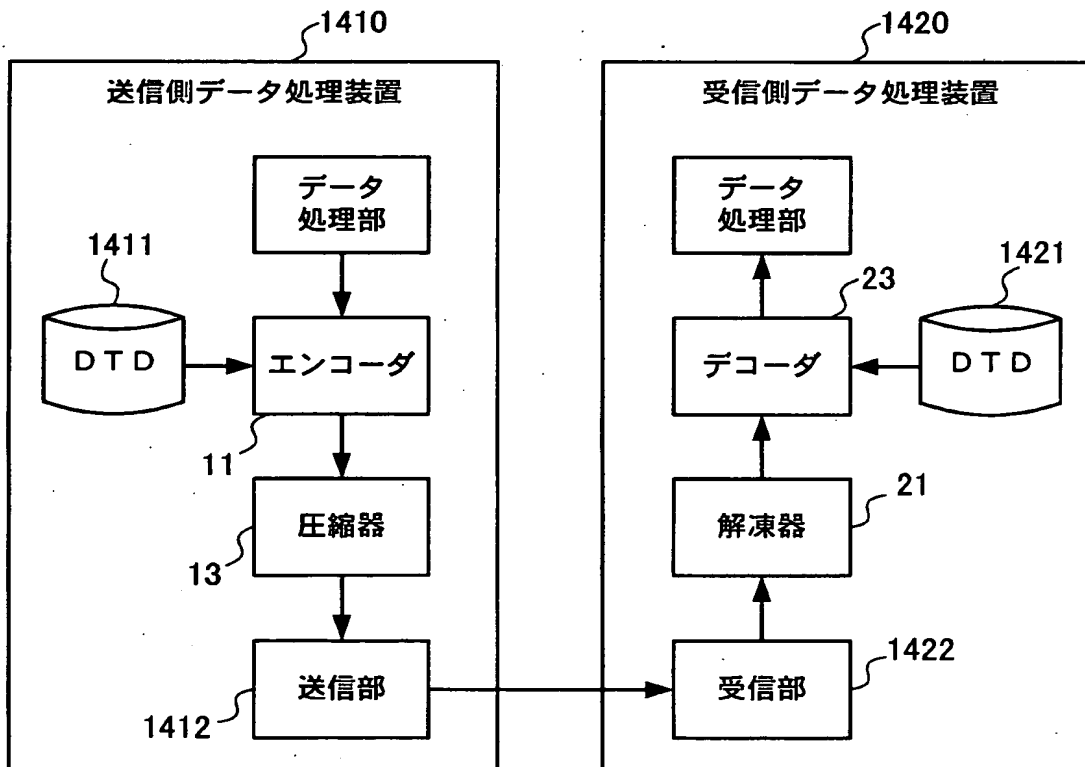 1410
1420
送信側データ処理装置
受信側データ処理装置
データ
処理部
データ
処理部
1411
1421
23
DTD
エンコーダ
デコーダ
DTD
11
圧縮器
解凍器
21
13
送信部
受信部
1422
1412